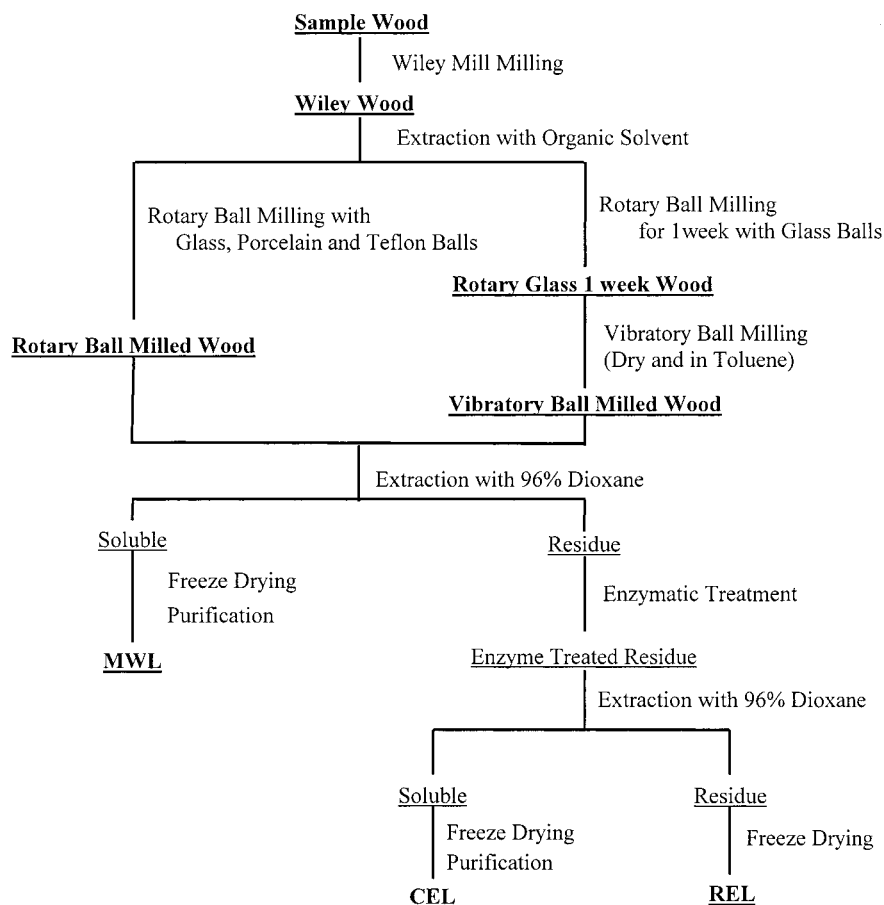 Sample Wood
Wiley Mill Milling
Wiley Wood
Extraction with Organic Solvent
Rotary Ball Milling with
Glass, Porcelain and Teflon Balls
Rotary Ball Milling
for 1week with Glass Balls
Rotary Glass 1 week Wood
Rotary Ball Milled Wood
Vibratory Ball Milling
(Dry and in Toluene)
Vibratory Ball Milled Wood
Extraction with 96% Dioxane
Soluble
Residue
Freeze Drying
Purification
Enzymatic Treatment
MWL
Enzyme Treated Residue
Extraction with 96% Dioxane
Soluble
Residue
Freeze Drying
Purification
Freeze Drying
CEL
REL